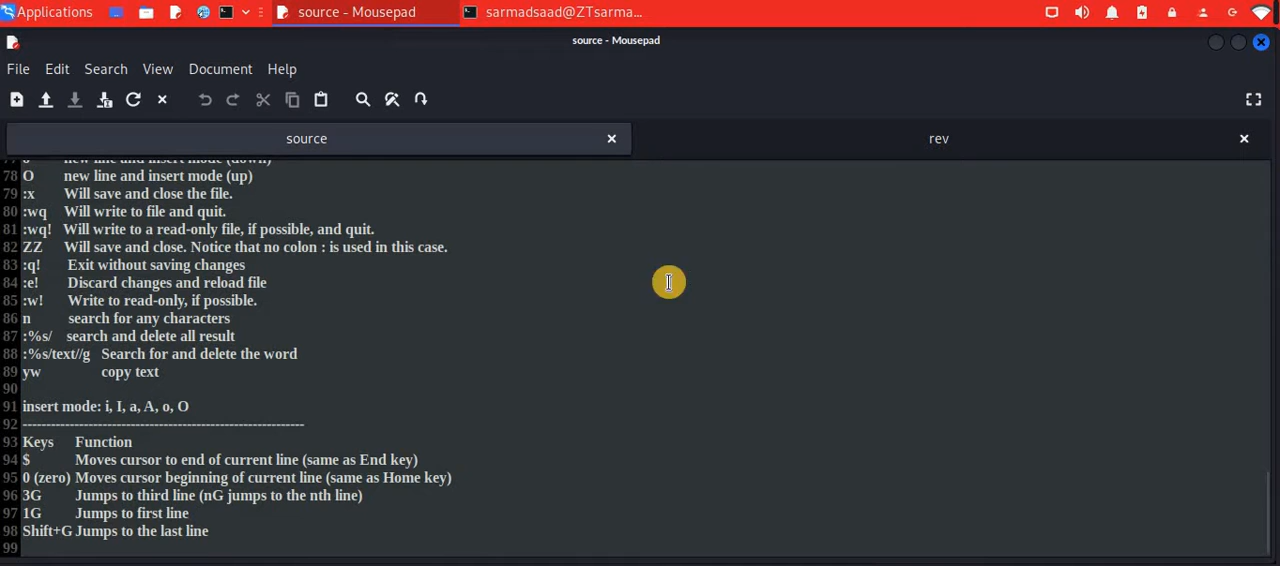 Applications
source - Mousepad
sarmadsaad@ZTsarma...
source - Mousepad
File Edit Search View Document Help
source
rev
77 o new line and insert mode (down)
78 O new line and insert mode (up)
79 :x Will save and close the file.
80 :wq Will write to file and quit.
81 :wq! Will write to a read-only file, if possible, and quit.
82 ZZ Will save and close. Notice that no colon : is used in this case.
83 :q! Exit without saving changes
84 :e! Discard changes and reload file
85 :w! Write to read-only, if possible.
86 n search for any characters
87 :%s/ search and delete all result
88 :%s/text//g Search for and delete the word
89 yw copy text
90
91 insert mode: i, I, a, A, o, O
92 ------------------------------------------------------------
93 Keys Function
94 $ Moves cursor to end of current line (same as End key)
95 0 (zero) Moves cursor beginning of current line (same as Home key)
96 3G Jumps to third line (nG jumps to the nth line)
97 1G Jumps to first line
98 Shift+G Jumps to the last line
99